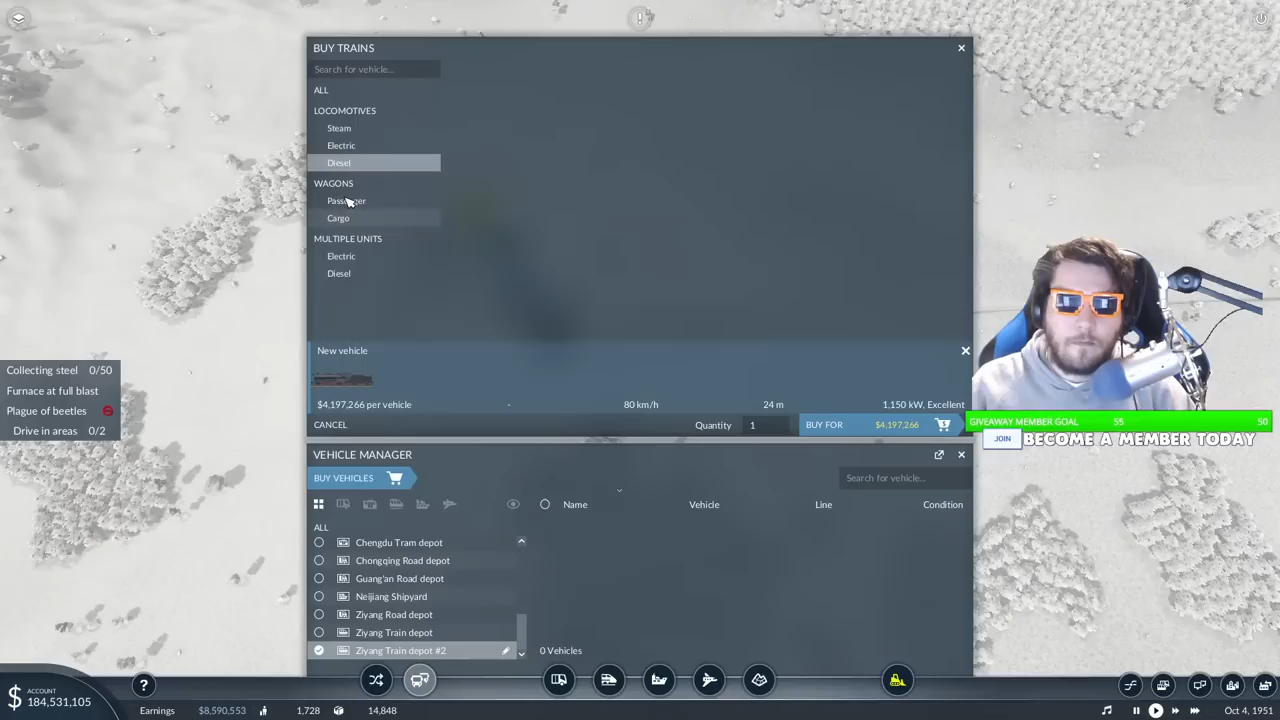 BUY TRAINS
Search for vehicle...
ALL
LOCOMOTIVES
Steam
Electric
Diesel
WAGONS
Passenger
Cargo
MULTIPLE UNITS
Electric
Diesel
New vehicle
$4,197,266 per vehicle - 80 km/h 24 m 1,150 kW, Excellent
CANCEL Quantity 1 BUY FOR $4,197,266
Collecting steel 0/50
Furnace at full blast
Plague of beetles
Drive in areas 0/2
GIVEAWAY MEMBER GOAL 55 50
JOIN BECOME A MEMBER TODAY
VEHICLE MANAGER
BUY VEHICLES Search for vehicle...
Name Vehicle Line Condition
ALL
Chengdu Tram depot
Chongqing Road depot
Guang'an Road depot
Neijiang Shipyard
Ziyang Road depot
Ziyang Train depot
Ziyang Train depot #2 0 Vehicles
?
$ ACCOUNT
184,531,105
Earnings $8,590,553 1,728 14,848 Oct 4, 1951